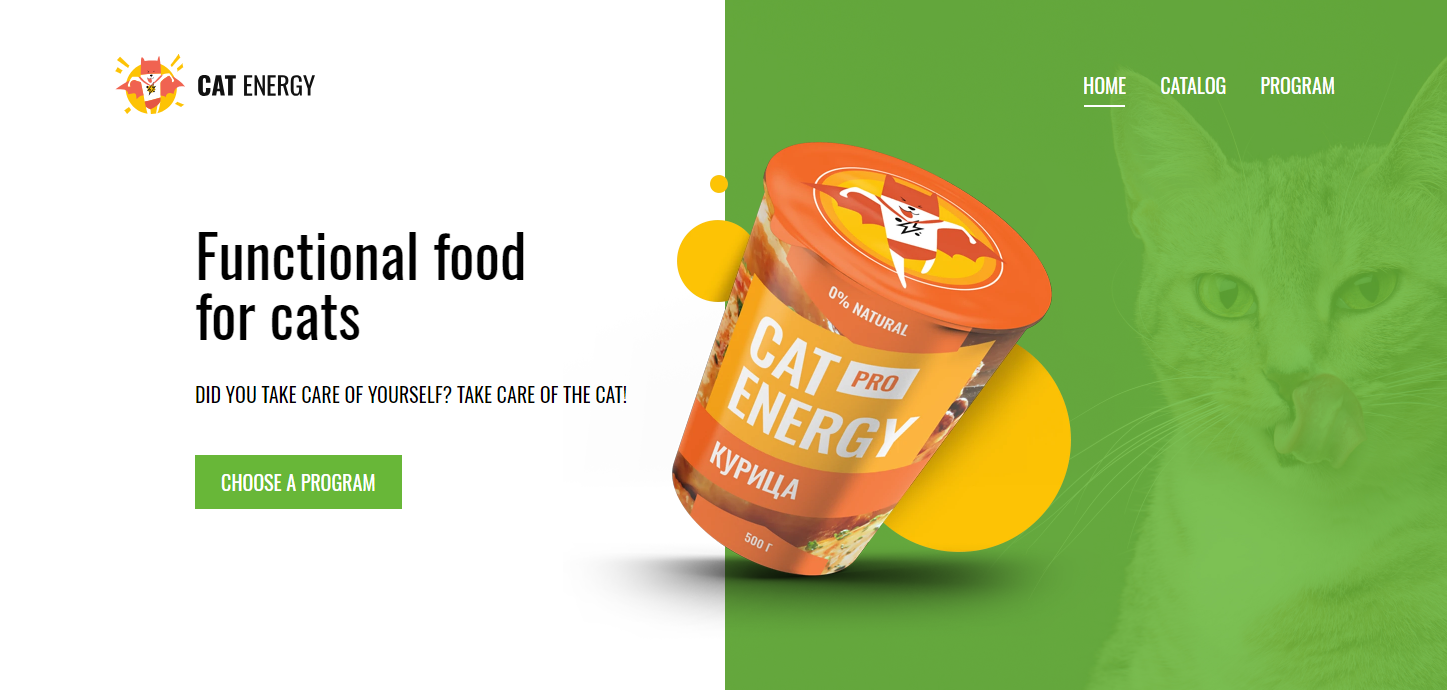 CAT ENERGY
HOME CATALOG PROGRAM
Functional food
for cats
DID YOU TAKE CARE OF YOURSELF? TAKE CARE OF THE CAT!
CHOOSE A PROGRAM
0% NATURAL
CAT PRO
ENERGY
КУРИЦА
500 Г